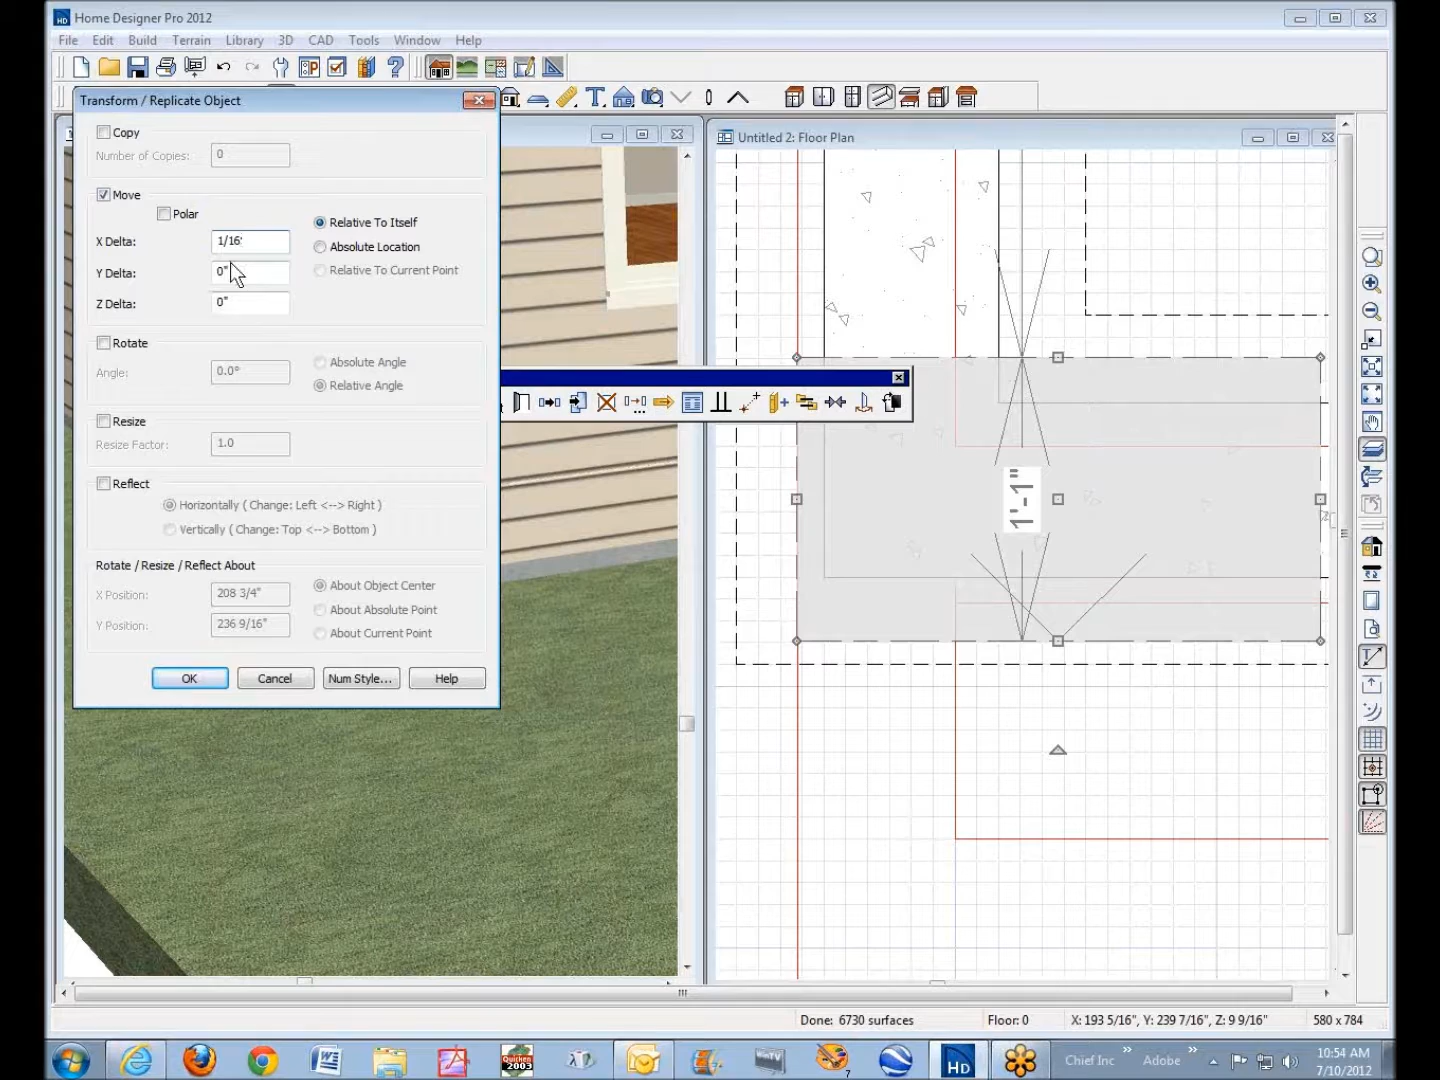 Home Designer Pro 2012
File Edit Build Terrain Library 3D CAD Tools Window Help
Transform / Replicate Object
Copy
Number of Copies: 0
Move
Polar
X Delta: 1/16"
Y Delta: 0"
Z Delta: 0"
Relative To Itself
Absolute Location
Relative To Current Point
Rotate
Angle: 0.0°
Absolute Angle
Relative Angle
Resize
Resize Factor: 1.0
Reflect
Horizontally ( Change: Left <--> Right )
Vertically ( Change: Top <--> Bottom )
Rotate / Resize / Reflect About
X Position: 208 3/4"
Y Position: 236 9/16"
About Object Center
About Absolute Point
About Current Point
OK Cancel Num Style... Help
Untitled 2: Floor Plan
1'-1"
Done: 6730 surfaces Floor: 0 X: 193 5/16", Y: 239 7/16", Z: 9 9/16" 580 x 784
Quicken
2003
WinTV
7
HD
Chief Inc
Adobe
10:54 AM
7/10/2012